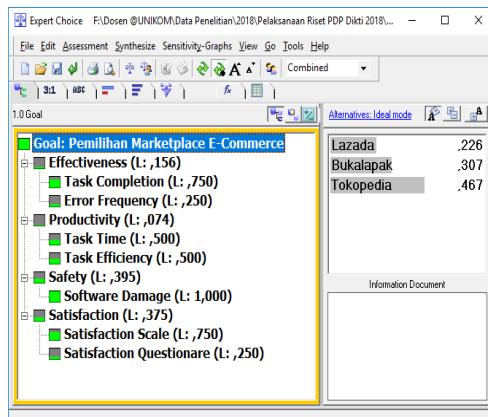 Expert Choice F:\Dosen @UNIKOM\Data Penelitian\2018\Pelaksanaan Riset PDP Dikti 2018\...
File Edit Assessment Synthesize Sensitivity-Graphs View Go Tools Help
A A Combined
3:1 ABC fx
1.0 Goal
Alternatives: Ideal mode
Goal: Pemilihan Marketplace E-Commerce
Effectiveness (L: ,156)
Task Completion (L: ,750)
Error Frequency (L: ,250)
Productivity (L: ,074)
Task Time (L: ,500)
Task Efficiency (L: ,500)
Safety (L: ,395)
Software Damage (L: 1,000)
Satisfaction (L: ,375)
Satisfaction Scale (L: ,750)
Satisfaction Questionare (L: ,250)
Lazada ,226
Bukalapak ,307
Tokopedia ,467
Information Document